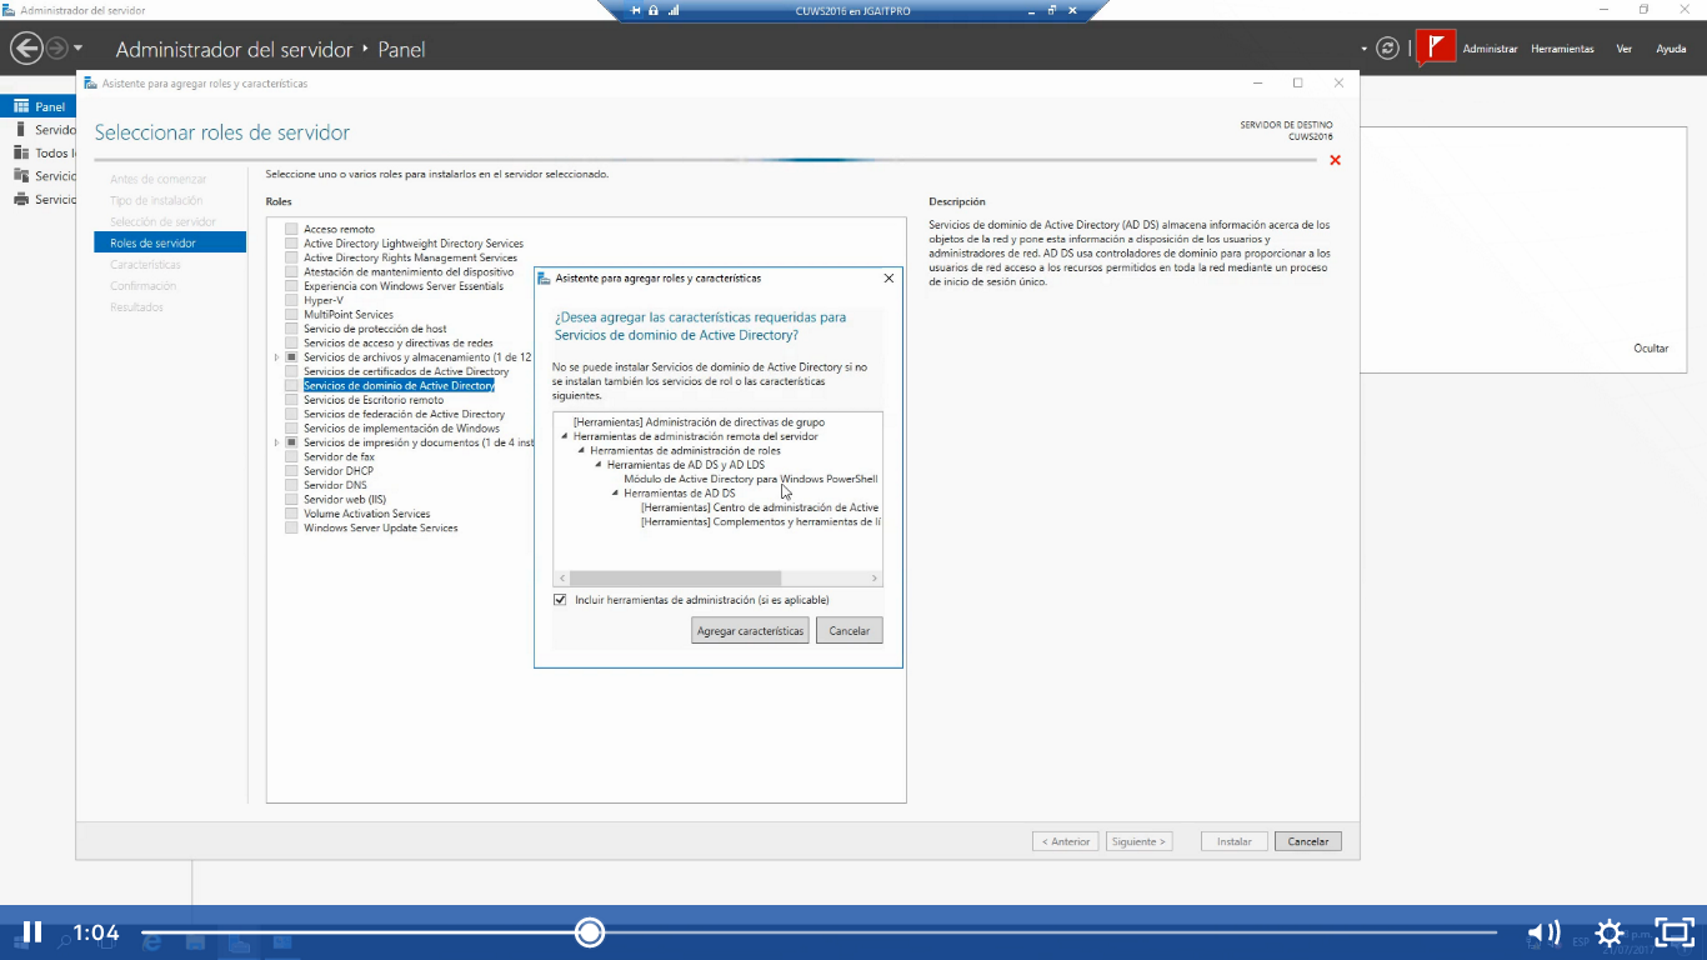 Administrador del servidor
CUWS2016 en JGAITPRO
Administrador del servidor • Panel
Administrar
Herramientas
Ver
Ayuda
Asistente para agregar roles y características
Panel
Servido
Todos l
Servicio
Servicio
Seleccionar roles de servidor
SERVIDOR DE DESTINO
CUWS2016
Antes de comenzar
Tipo de instalación
Selección de servidor
Roles de servidor
Características
Confirmación
Resultados
Seleccione uno o varios roles para instalarlos en el servidor seleccionado.
Roles
Acceso remoto
Active Directory Lightweight Directory Services
Active Directory Rights Management Services
Atestación de mantenimiento del dispositivo
Experiencia con Windows Server Essentials
Hyper-V
MultiPoint Services
Servicio de protección de host
Servicios de acceso y directivas de redes
Servicios de archivos y almacenamiento (1 de 12
Servicios de certificados de Active Directory
Servicios de dominio de Active Directory
Servicios de Escritorio remoto
Servicios de federación de Active Directory
Servicios de implementación de Windows
Servicios de impresión y documentos (1 de 4 inst
Servidor de fax
Servidor DHCP
Servidor DNS
Servidor web (IIS)
Volume Activation Services
Windows Server Update Services
Asistente para agregar roles y características
¿Desea agregar las características requeridas para
Servicios de dominio de Active Directory?
No se puede instalar Servicios de dominio de Active Directory si no
se instalan también los servicios de rol o las características
siguientes.
[Herramientas] Administración de directivas de grupo
Herramientas de administración remota del servidor
Herramientas de administración de roles
Herramientas de AD DS y AD LDS
Módulo de Active Directory para Windows PowerShell
Herramientas de AD DS
[Herramientas] Centro de administración de Active
[Herramientas] Complementos y herramientas de lí
Incluir herramientas de administración (si es aplicable)
Agregar características
Cancelar
Descripción
Servicios de dominio de Active Directory (AD DS) almacena información acerca de los
objetos de la red y pone esta información a disposición de los usuarios y
administradores de red. AD DS usa controladores de dominio para proporcionar a los
usuarios de red acceso a los recursos permitidos en toda la red mediante un proceso
de inicio de sesión único.
Ocultar
< Anterior
Siguiente >
Instalar
Cancelar
1:04
ESP
p.m.
21/07/2017